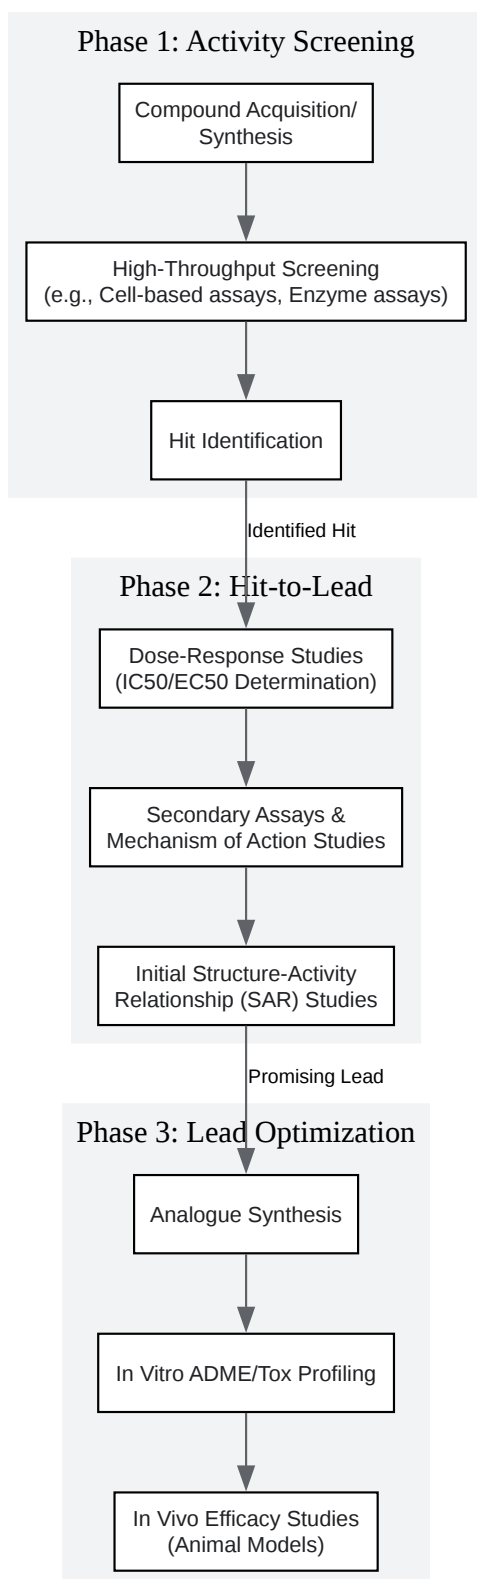 Phase 1: Activity Screening
Compound Acquisition/
Synthesis
High-Throughput Screening
(e.g., Cell-based assays, Enzyme assays)
Hit Identification
Identified Hit
Phase 2: Hit-to-Lead
Dose-Response Studies
(IC50/EC50 Determination)
Secondary Assays &
Mechanism of Action Studies
Initial Structure-Activity
Relationship (SAR) Studies
Promising Lead
Phase 3: Lead Optimization
Analogue Synthesis
In Vitro ADME/Tox Profiling
In Vivo Efficacy Studies
(Animal Models)